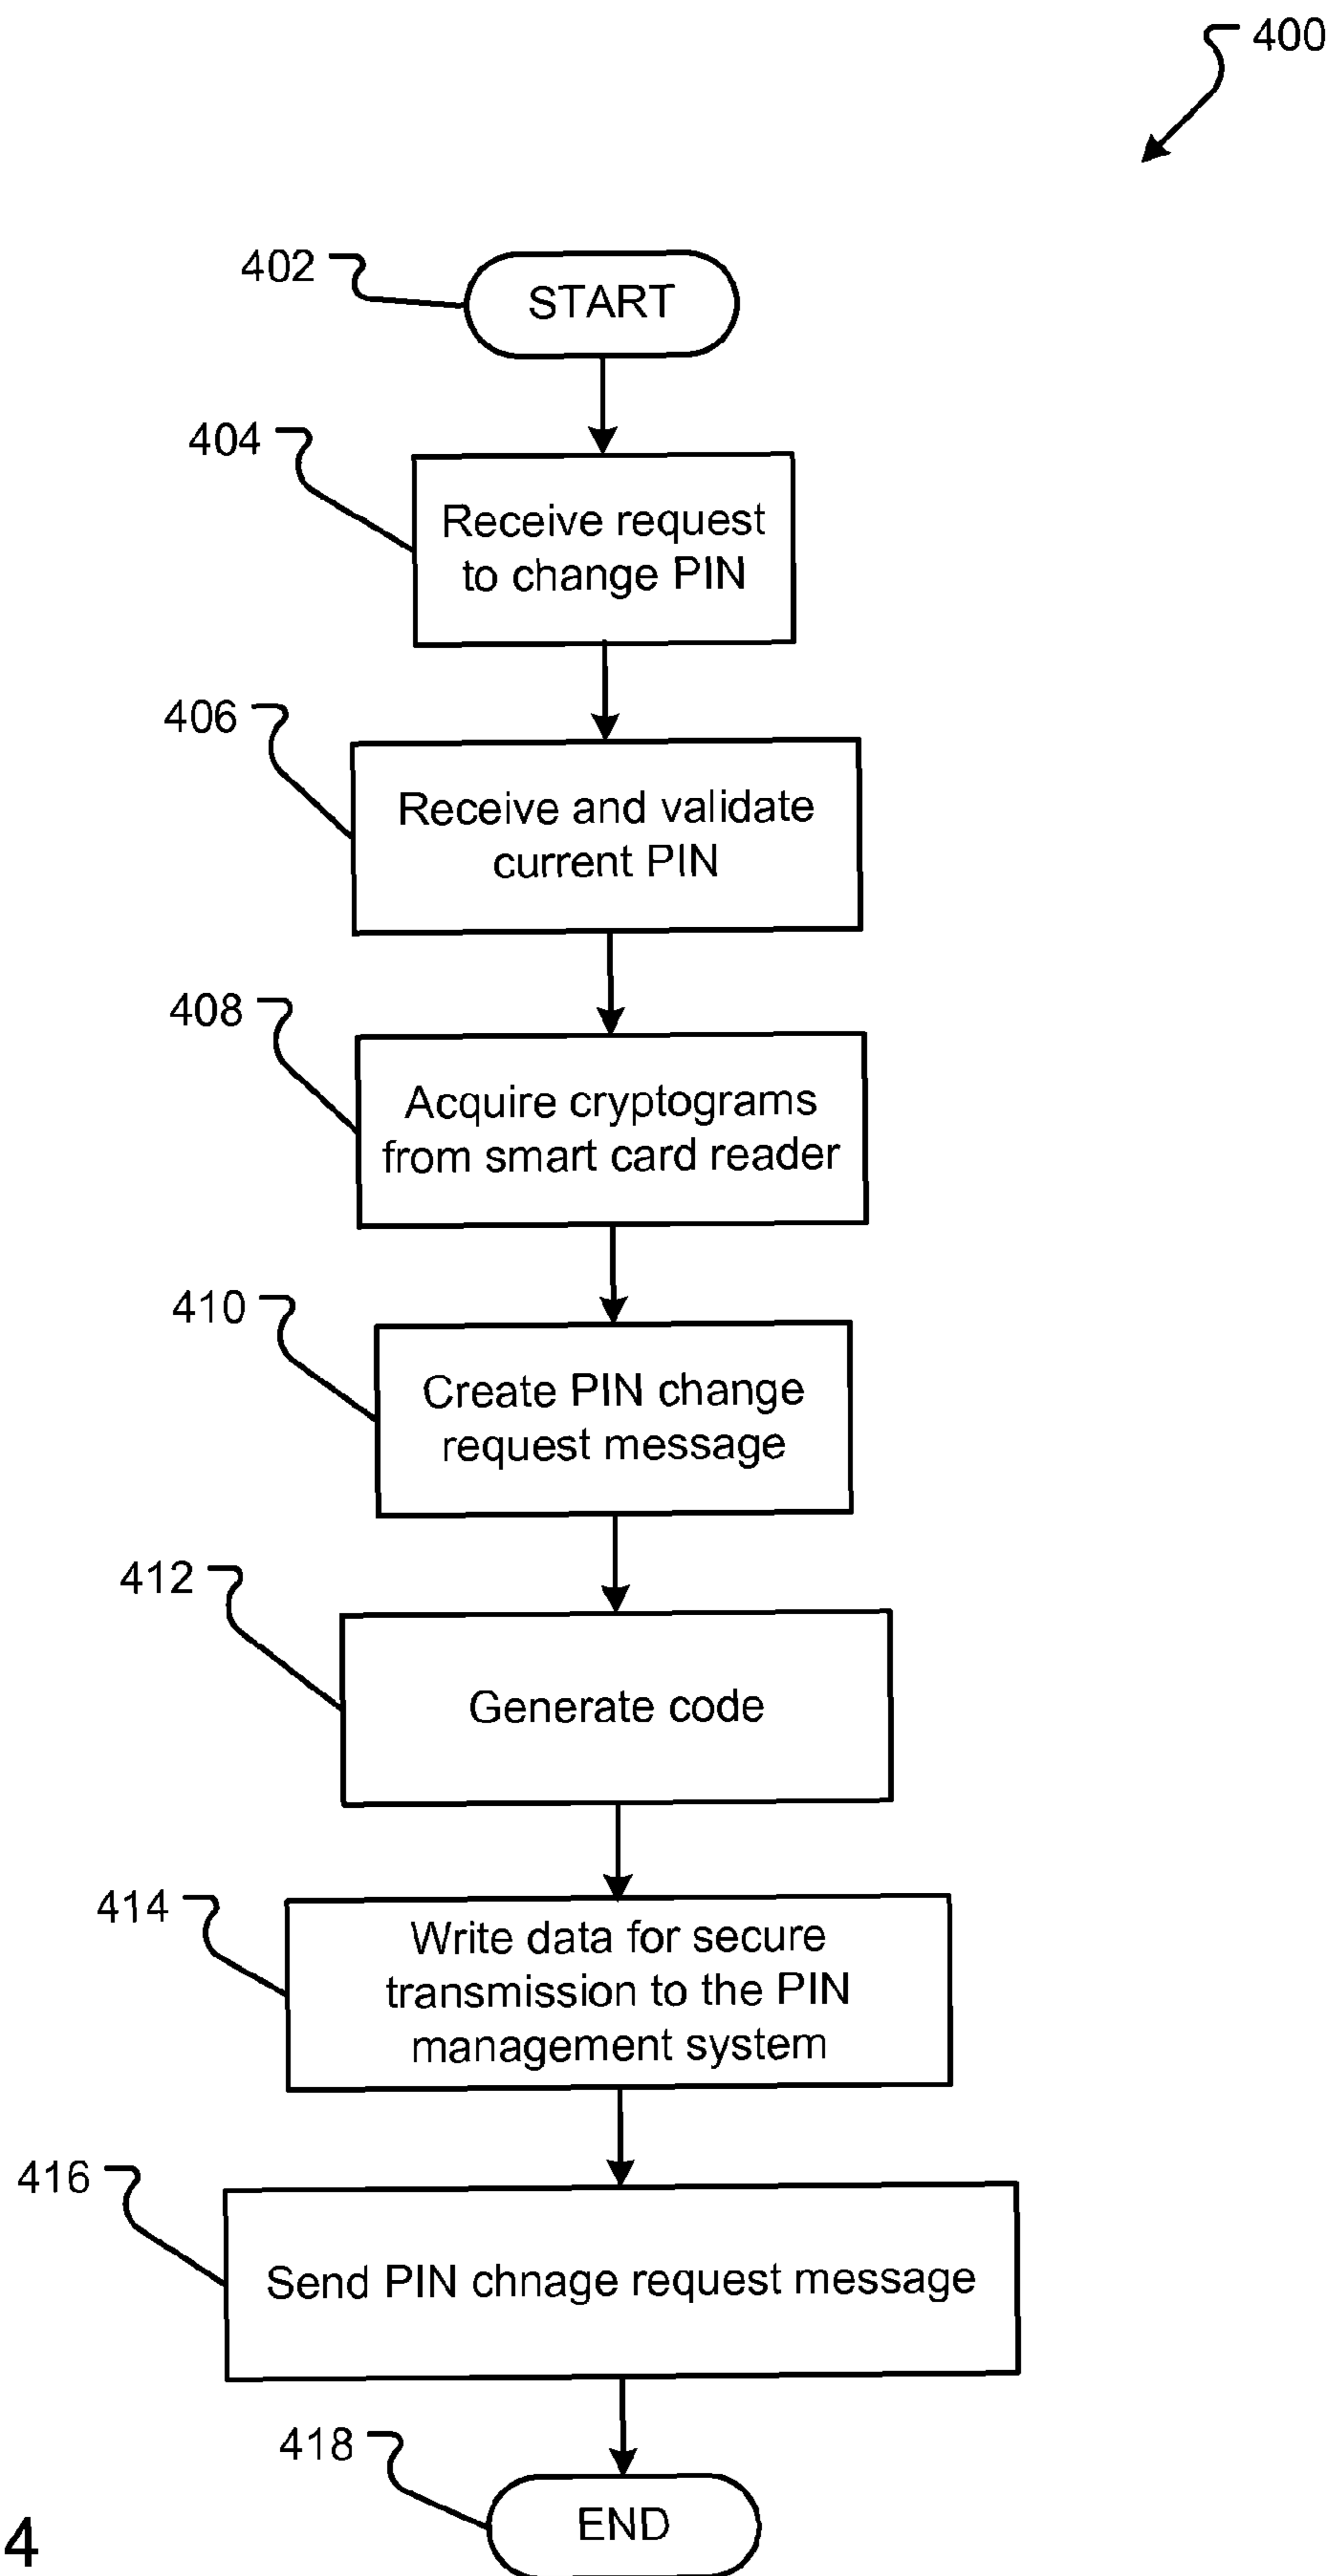 400
402
START
404
Receive request
to change PIN
406
Receive and validate
current PIN
408
Acquire cryptograms
from smart card reader
410
Create PIN change
request message
412
Generate code
414
Write data for secure
transmission to the PIN
management system
416
Send PIN chnage request message
418
END
4